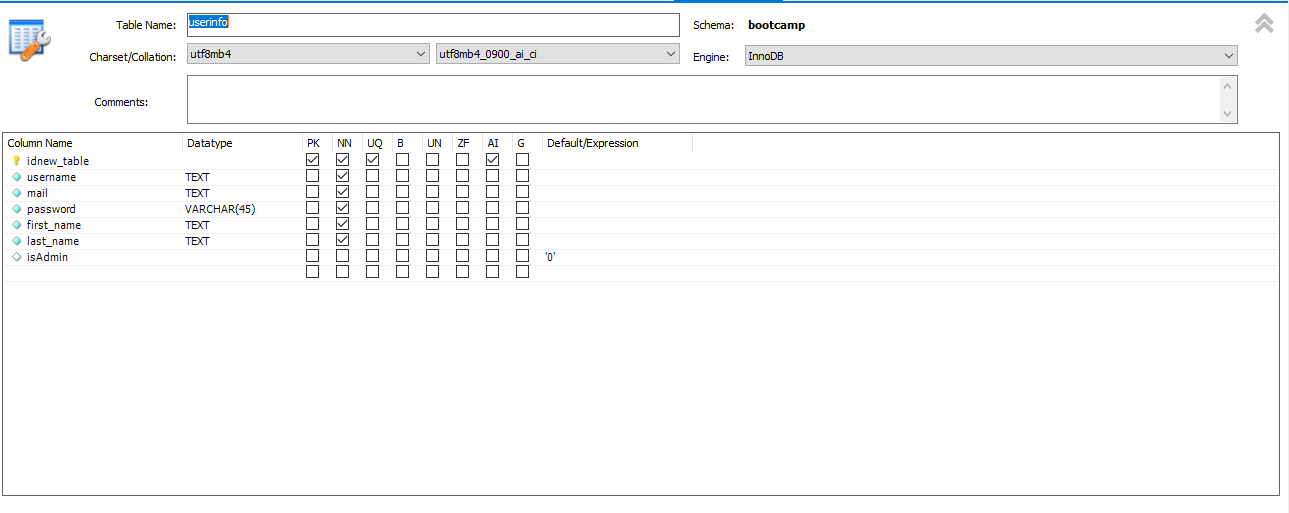 Table Name: userinfo Schema: bootcamp
Charset/Collation: utf8mb4 utf8mb4_0900_ai_ci Engine: InnoDB
Comments:
Column Name Datatype PK NN UQ B UN ZF AI G Default/Expression
idnew_table
username TEXT
mail TEXT
password VARCHAR(45)
first_name TEXT
last_name TEXT
isAdmin '0'